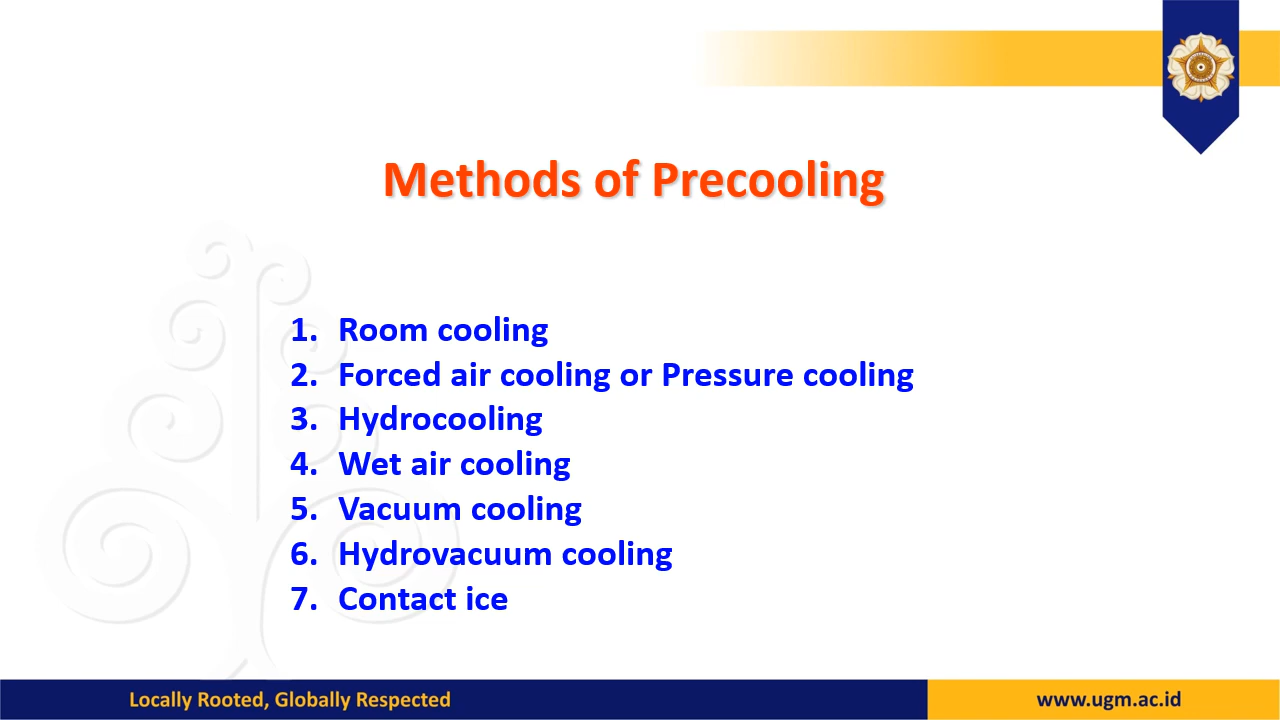 Methods of Precooling
1. Room cooling
2. Forced air cooling or Pressure cooling
3. Hydrocooling
4. Wet air cooling
5. Vacuum cooling
6. Hydrovacuum cooling
7. Contact ice
Locally Rooted, Globally Respected
www.ugm.ac.id